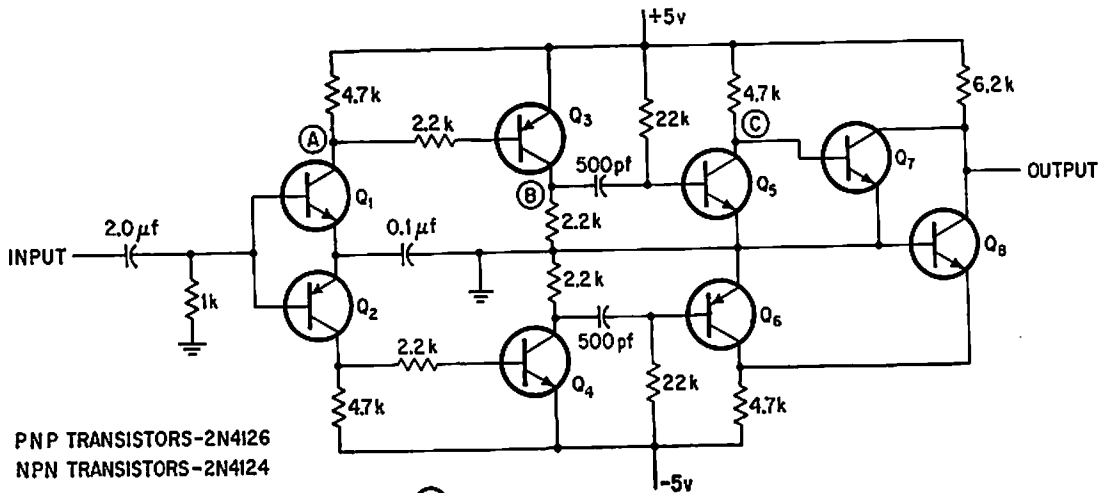 +5v
4.7k
A
2.2k
Q3
22k
4.7k
C
6.2k
500pf
Q7
Q1
B
Q5
OUTPUT
2.0µf
0.1µf
2.2k
Q8
INPUT
1k
Q2
2.2k
Q6
500pf
2.2k
Q4
22k
4.7k
4.7k
PNP TRANSISTORS-2N4126
NPN TRANSISTORS-2N4124
-5v